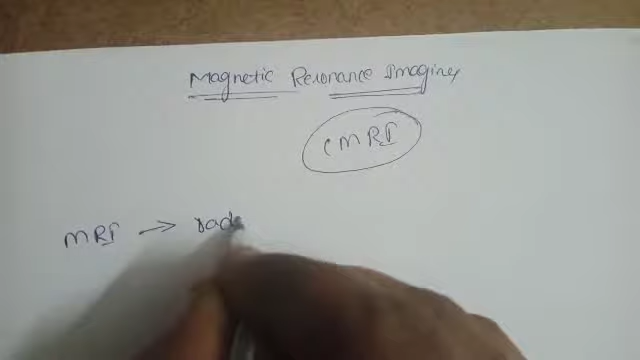 Magnetic Resonance Imaging
(MRI
MRI → rad